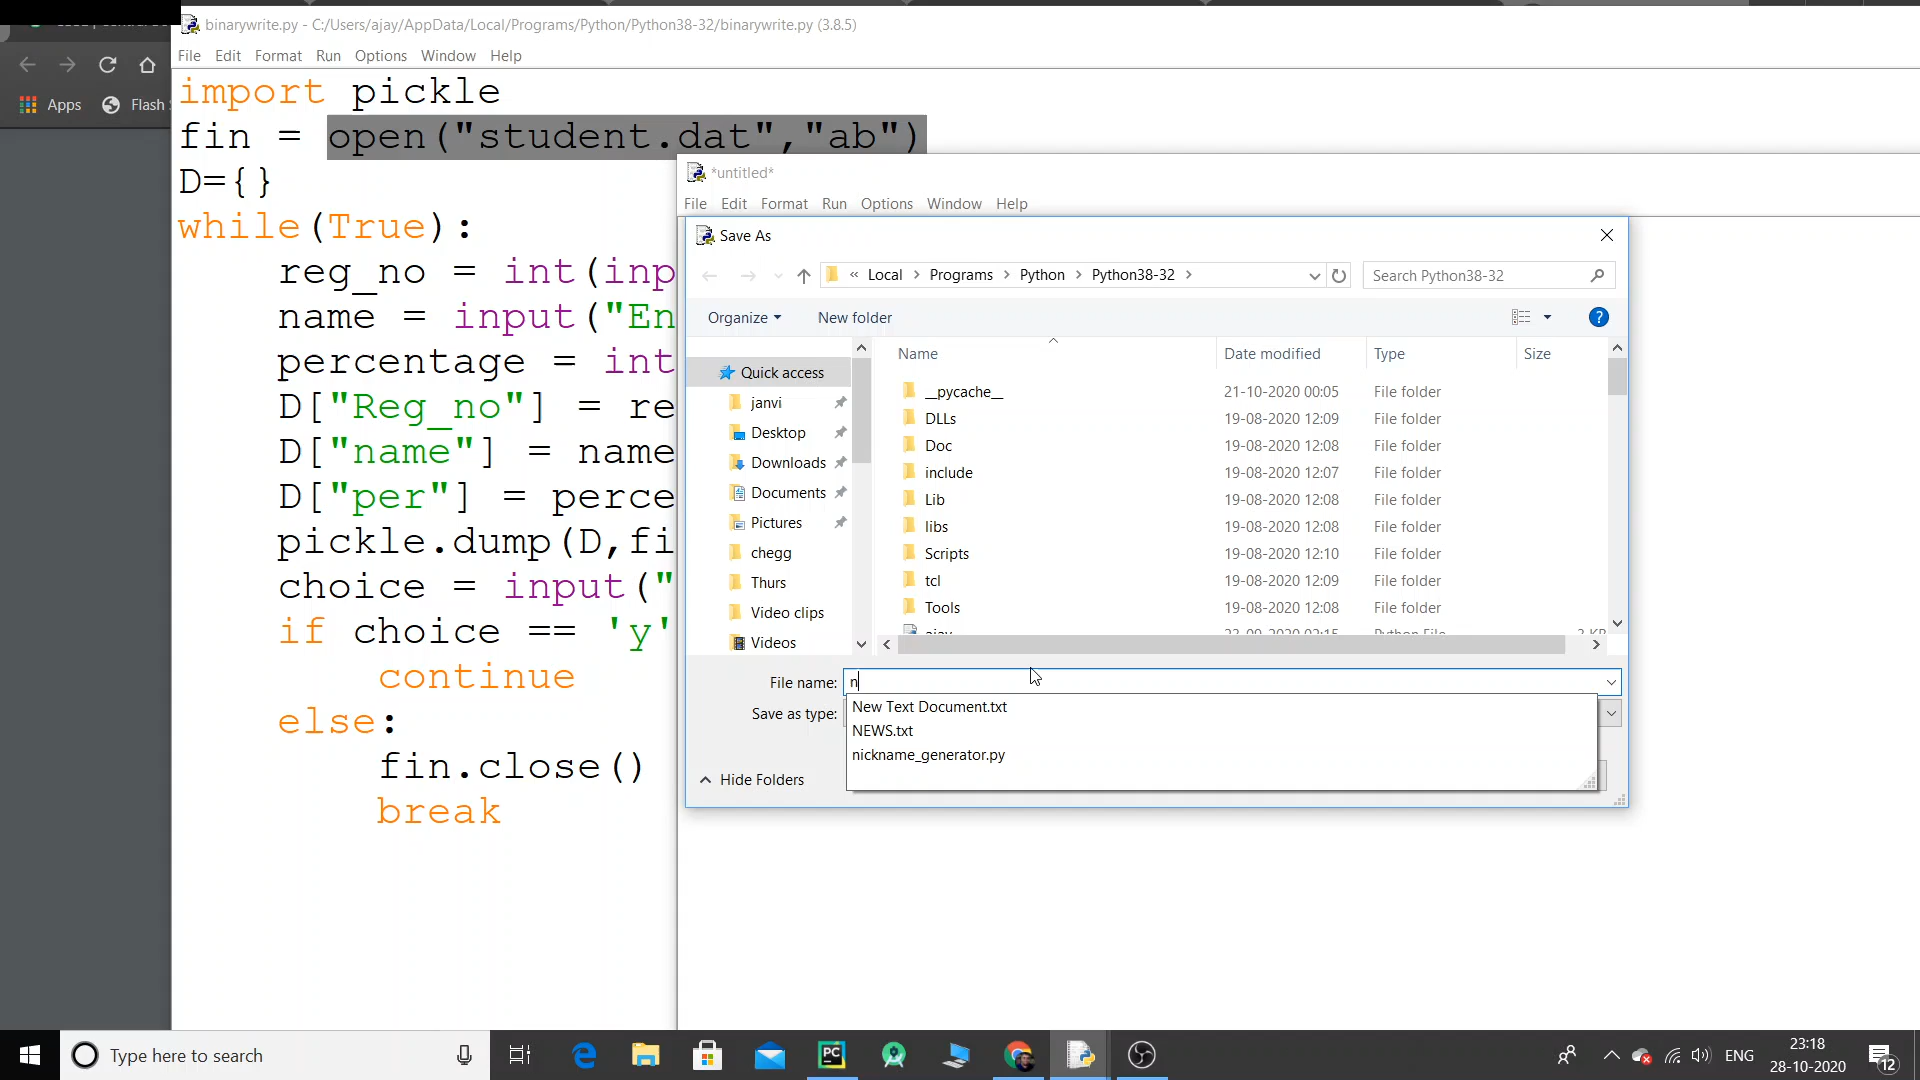 binarywrite.py - C:/Users/ajay/AppData/Local/Programs/Python/Python38-32/binarywrite.py (3.8.5)
File Edit Format Run Options Window Help
Apps Flash
import pickle
fin = open("student.dat","ab")
D={}
while(True):
reg_no = int(inp
name = input("En
percentage = int
D["Reg_no"] = re
D["name"] = name
D["per"] = perce
pickle.dump(D,fi
choice = input("
if choice == 'y'
continue
else:
fin.close()
break
*untitled*
File Edit Format Run Options Window Help
Save As
« Local > Programs > Python > Python38-32 >
Search Python38-32
Organize New folder
Name Date modified Type Size
Quick access
janvi
Desktop
Downloads
Documents
Pictures
chegg
Thurs
Video clips
Videos
__pycache__ 21-10-2020 00:05 File folder
DLLs 19-08-2020 12:09 File folder
Doc 19-08-2020 12:08 File folder
include 19-08-2020 12:07 File folder
Lib 19-08-2020 12:08 File folder
libs 19-08-2020 12:08 File folder
Scripts 19-08-2020 12:10 File folder
tcl 19-08-2020 12:09 File folder
Tools 19-08-2020 12:08 File folder
File name: n
Save as type:
New Text Document.txt
NEWS.txt
nickname_generator.py
Hide Folders
Type here to search
ENG
23:18
28-10-2020
12